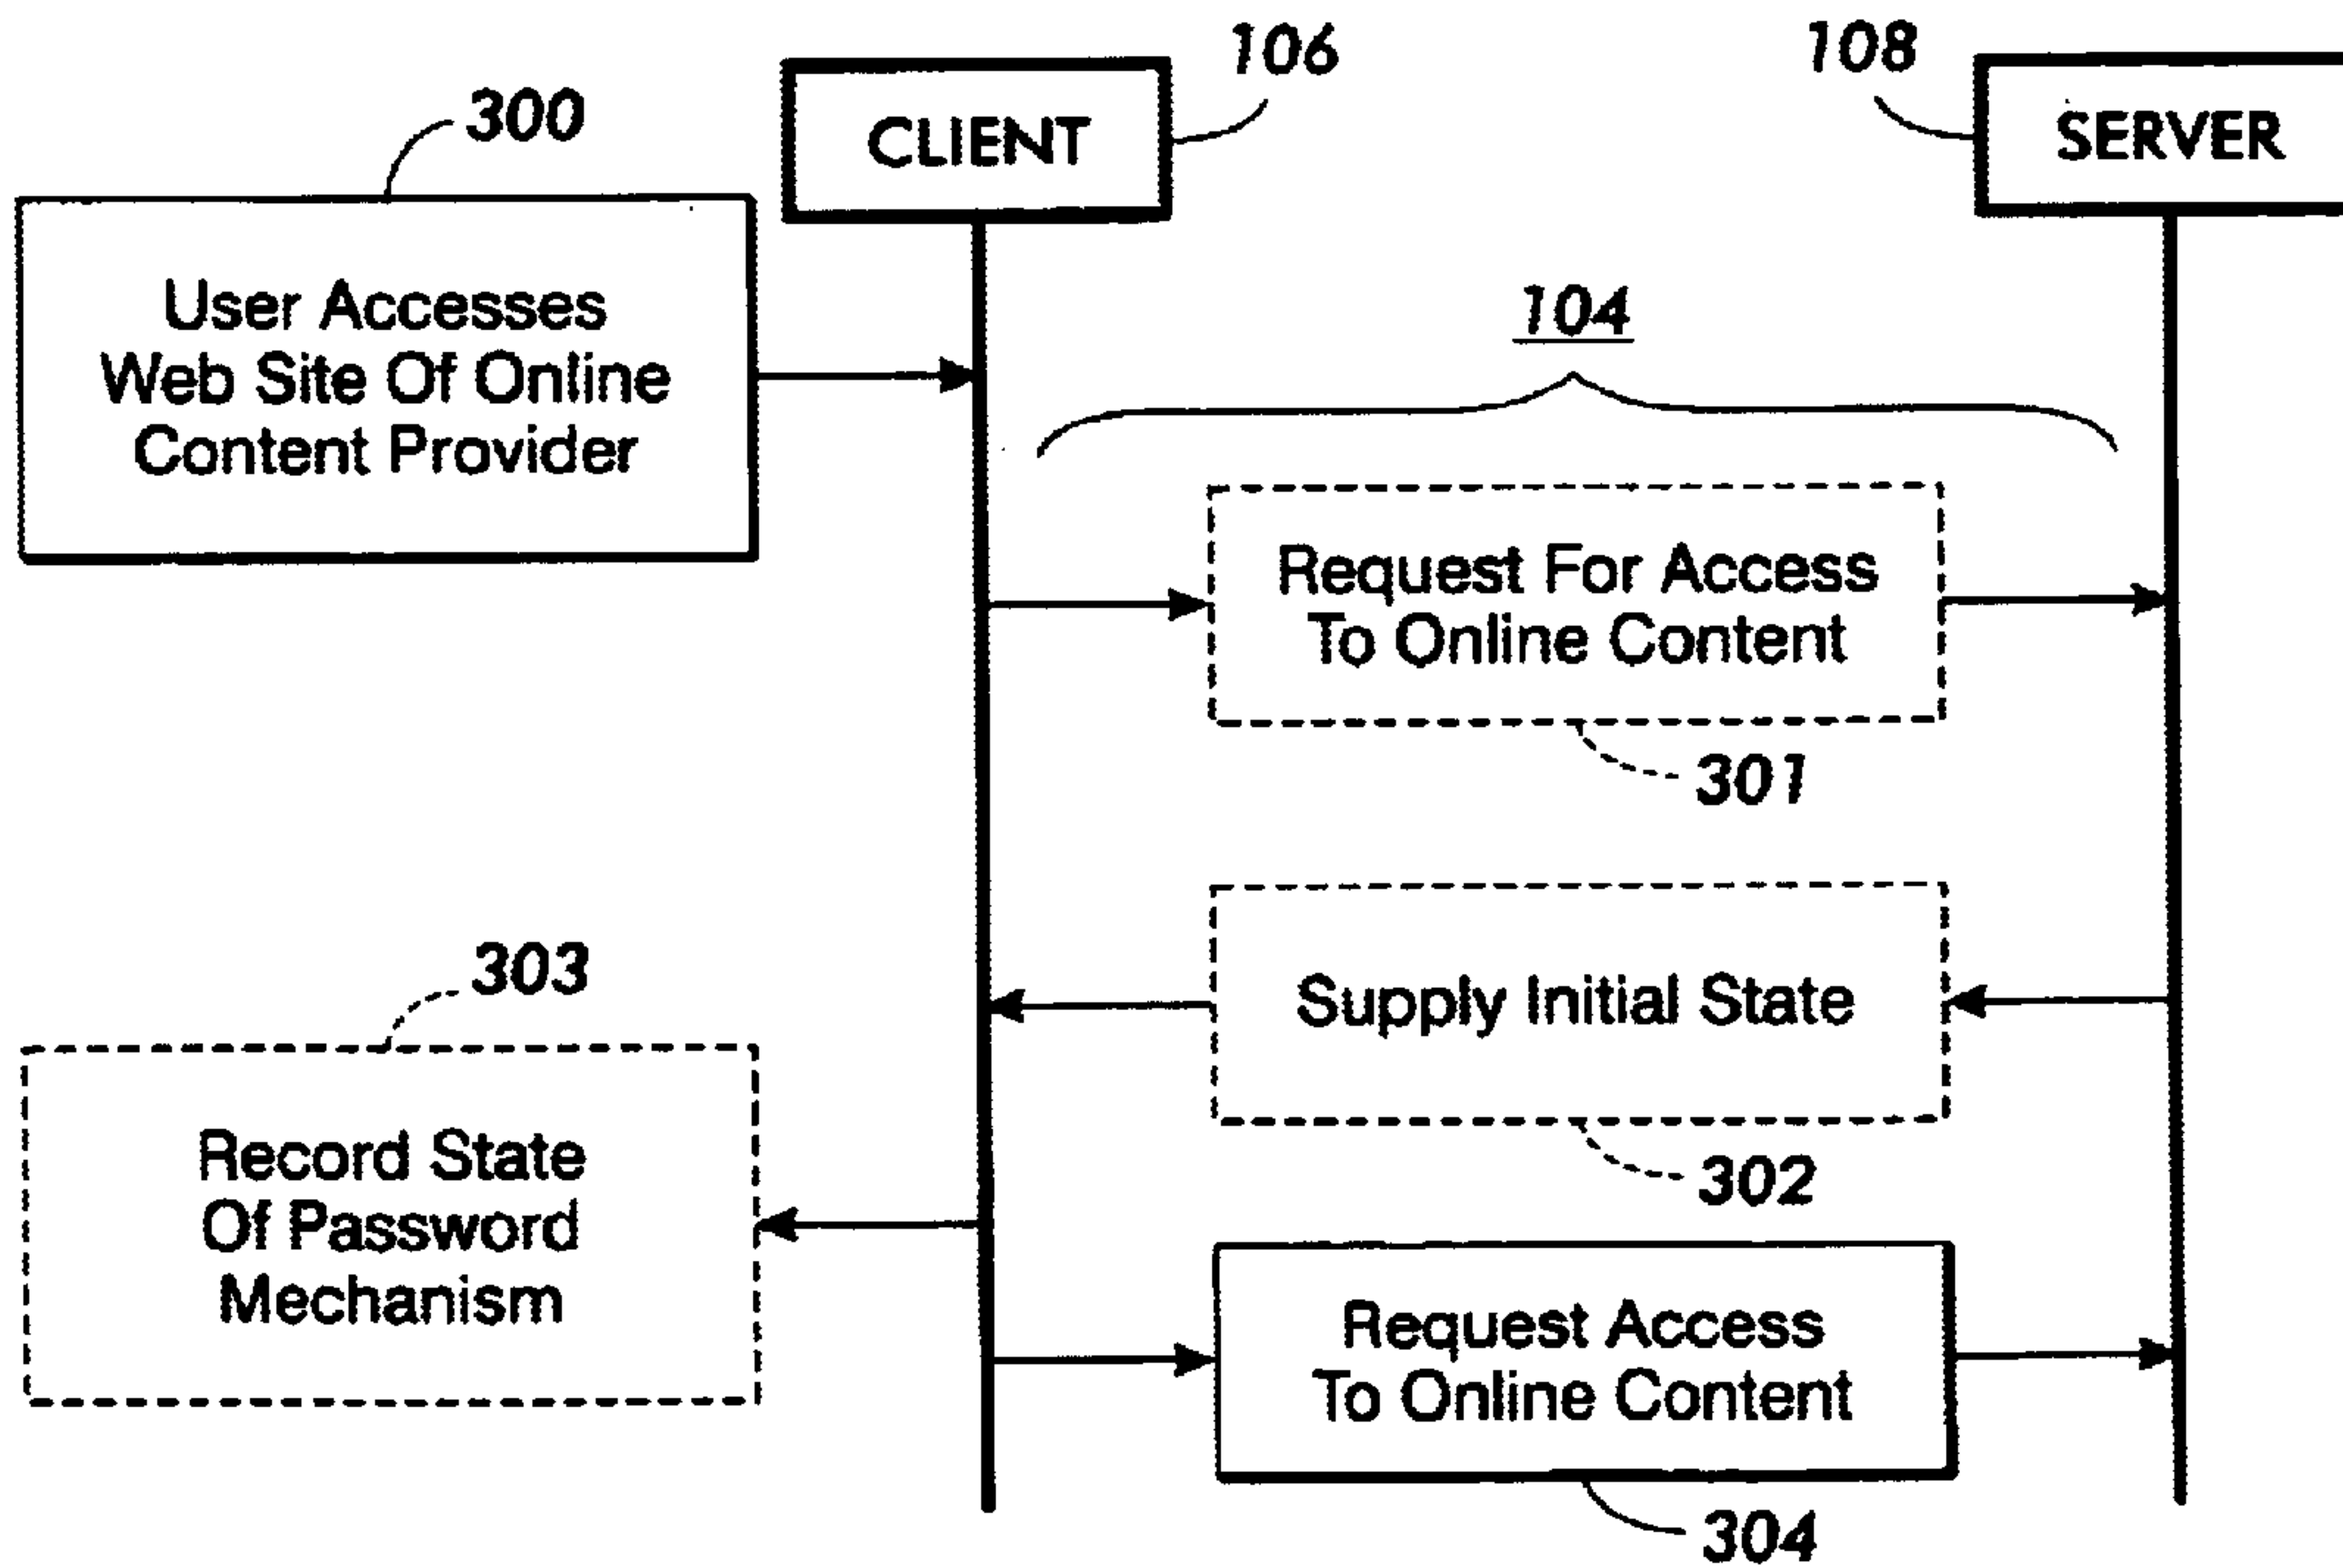 106
108
300
CLIENT
SERVER
User Accesses
Web Site Of Online
Content Provider
104
Request For Access
To Online Content
301
303
Supply Initial State
302
Record State
Of Password
Mechanism
Request Access
To Online Content
304